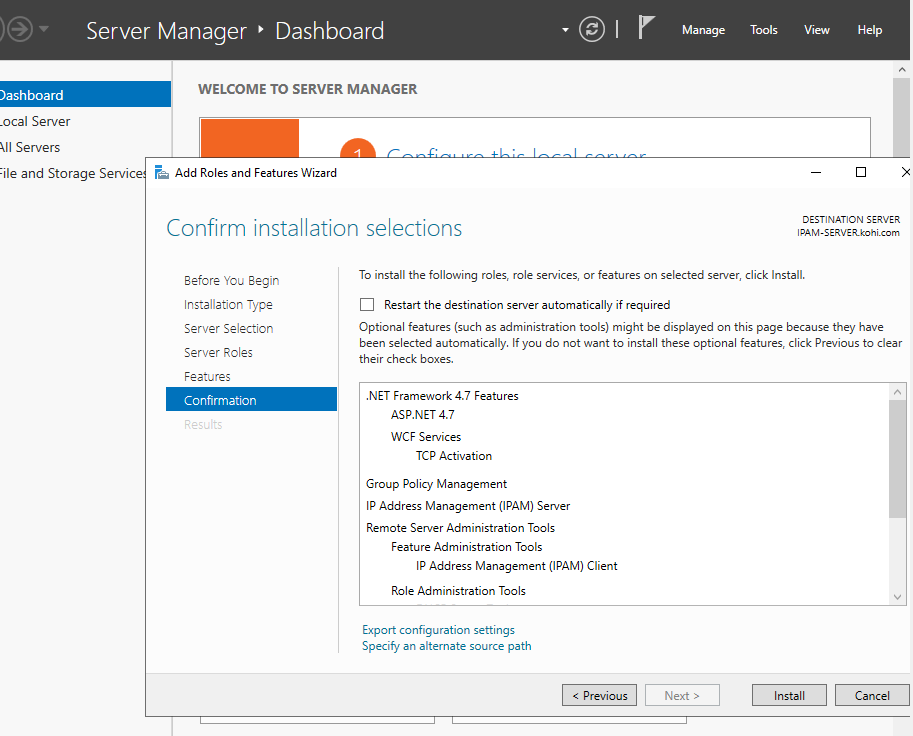 Server Manager ‣ Dashboard
Manage Tools View Help
Dashboard
Local Server
All Servers
File and Storage Services
WELCOME TO SERVER MANAGER
1 Configure this local server
Add Roles and Features Wizard
Confirm installation selections
DESTINATION SERVER
IPAM-SERVER.kohi.com
Before You Begin
Installation Type
Server Selection
Server Roles
Features
Confirmation
Results
To install the following roles, role services, or features on selected server, click Install.
Restart the destination server automatically if required
Optional features (such as administration tools) might be displayed on this page because they have
been selected automatically. If you do not want to install these optional features, click Previous to clear
their check boxes.
.NET Framework 4.7 Features
ASP.NET 4.7
WCF Services
TCP Activation
Group Policy Management
IP Address Management (IPAM) Server
Remote Server Administration Tools
Feature Administration Tools
IP Address Management (IPAM) Client
Role Administration Tools
Export configuration settings
Specify an alternate source path
< Previous
Next >
Install
Cancel